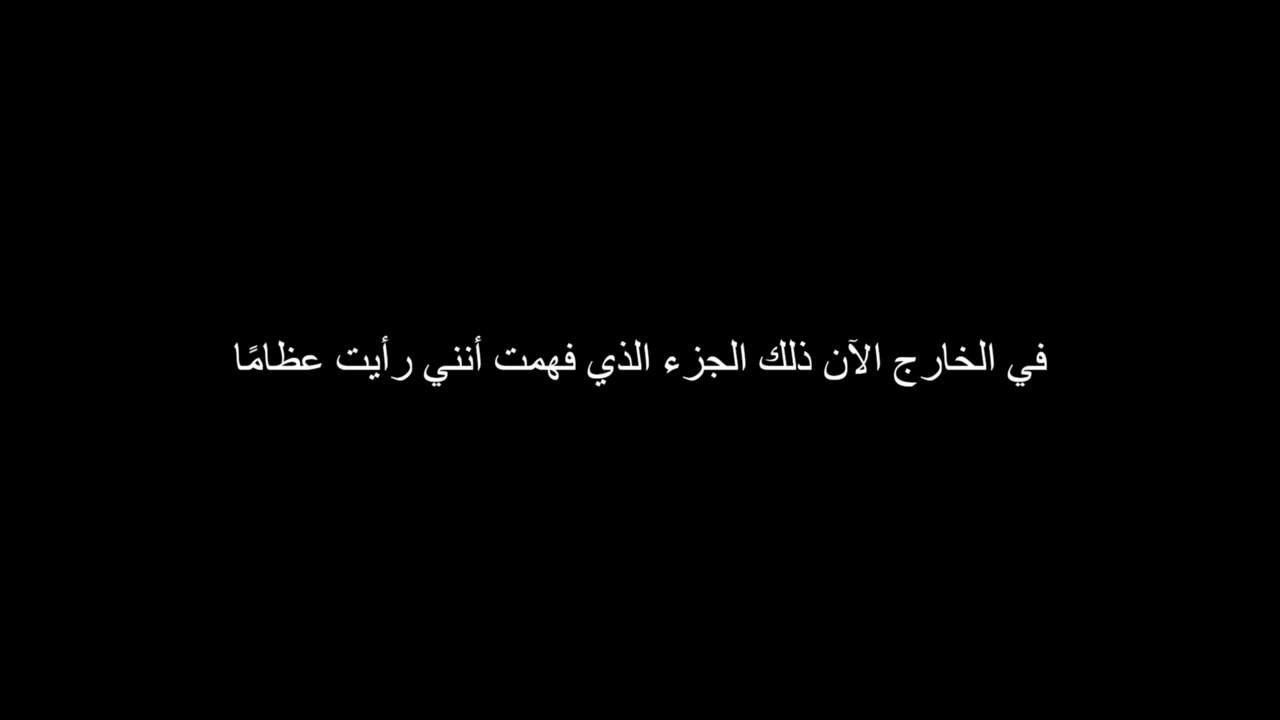 في الخارج الآن ذلك الجزء الذي فهمت أنني رأيت عظامًا